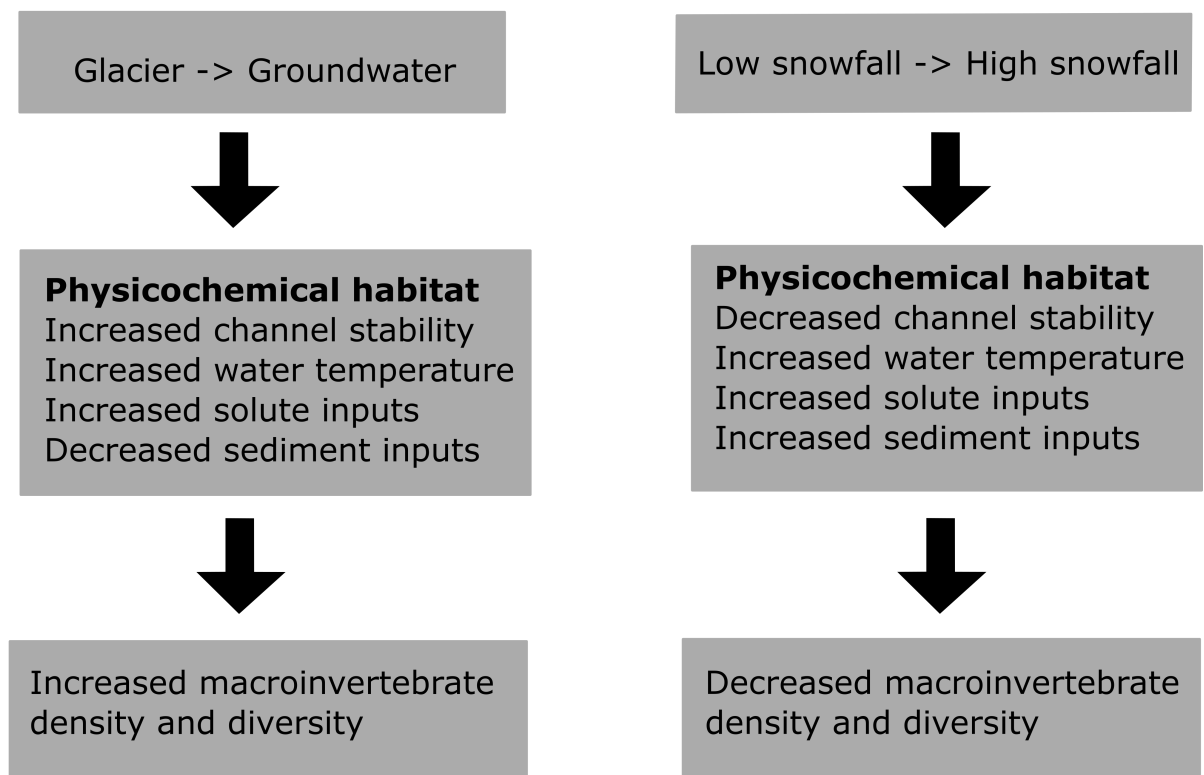 Glacier -> Groundwater
Physicochemical habitat
Increased channel stability
Increased water temperature
Increased solute inputs
Decreased sediment inputs
Increased macroinvertebrate
density and diversity
Low snowfall -> High snowfall
Physicochemical habitat
Decreased channel stability
Increased water temperature
Increased solute inputs
Increased sediment inputs
Decreased macroinvertebrate
density and diversity